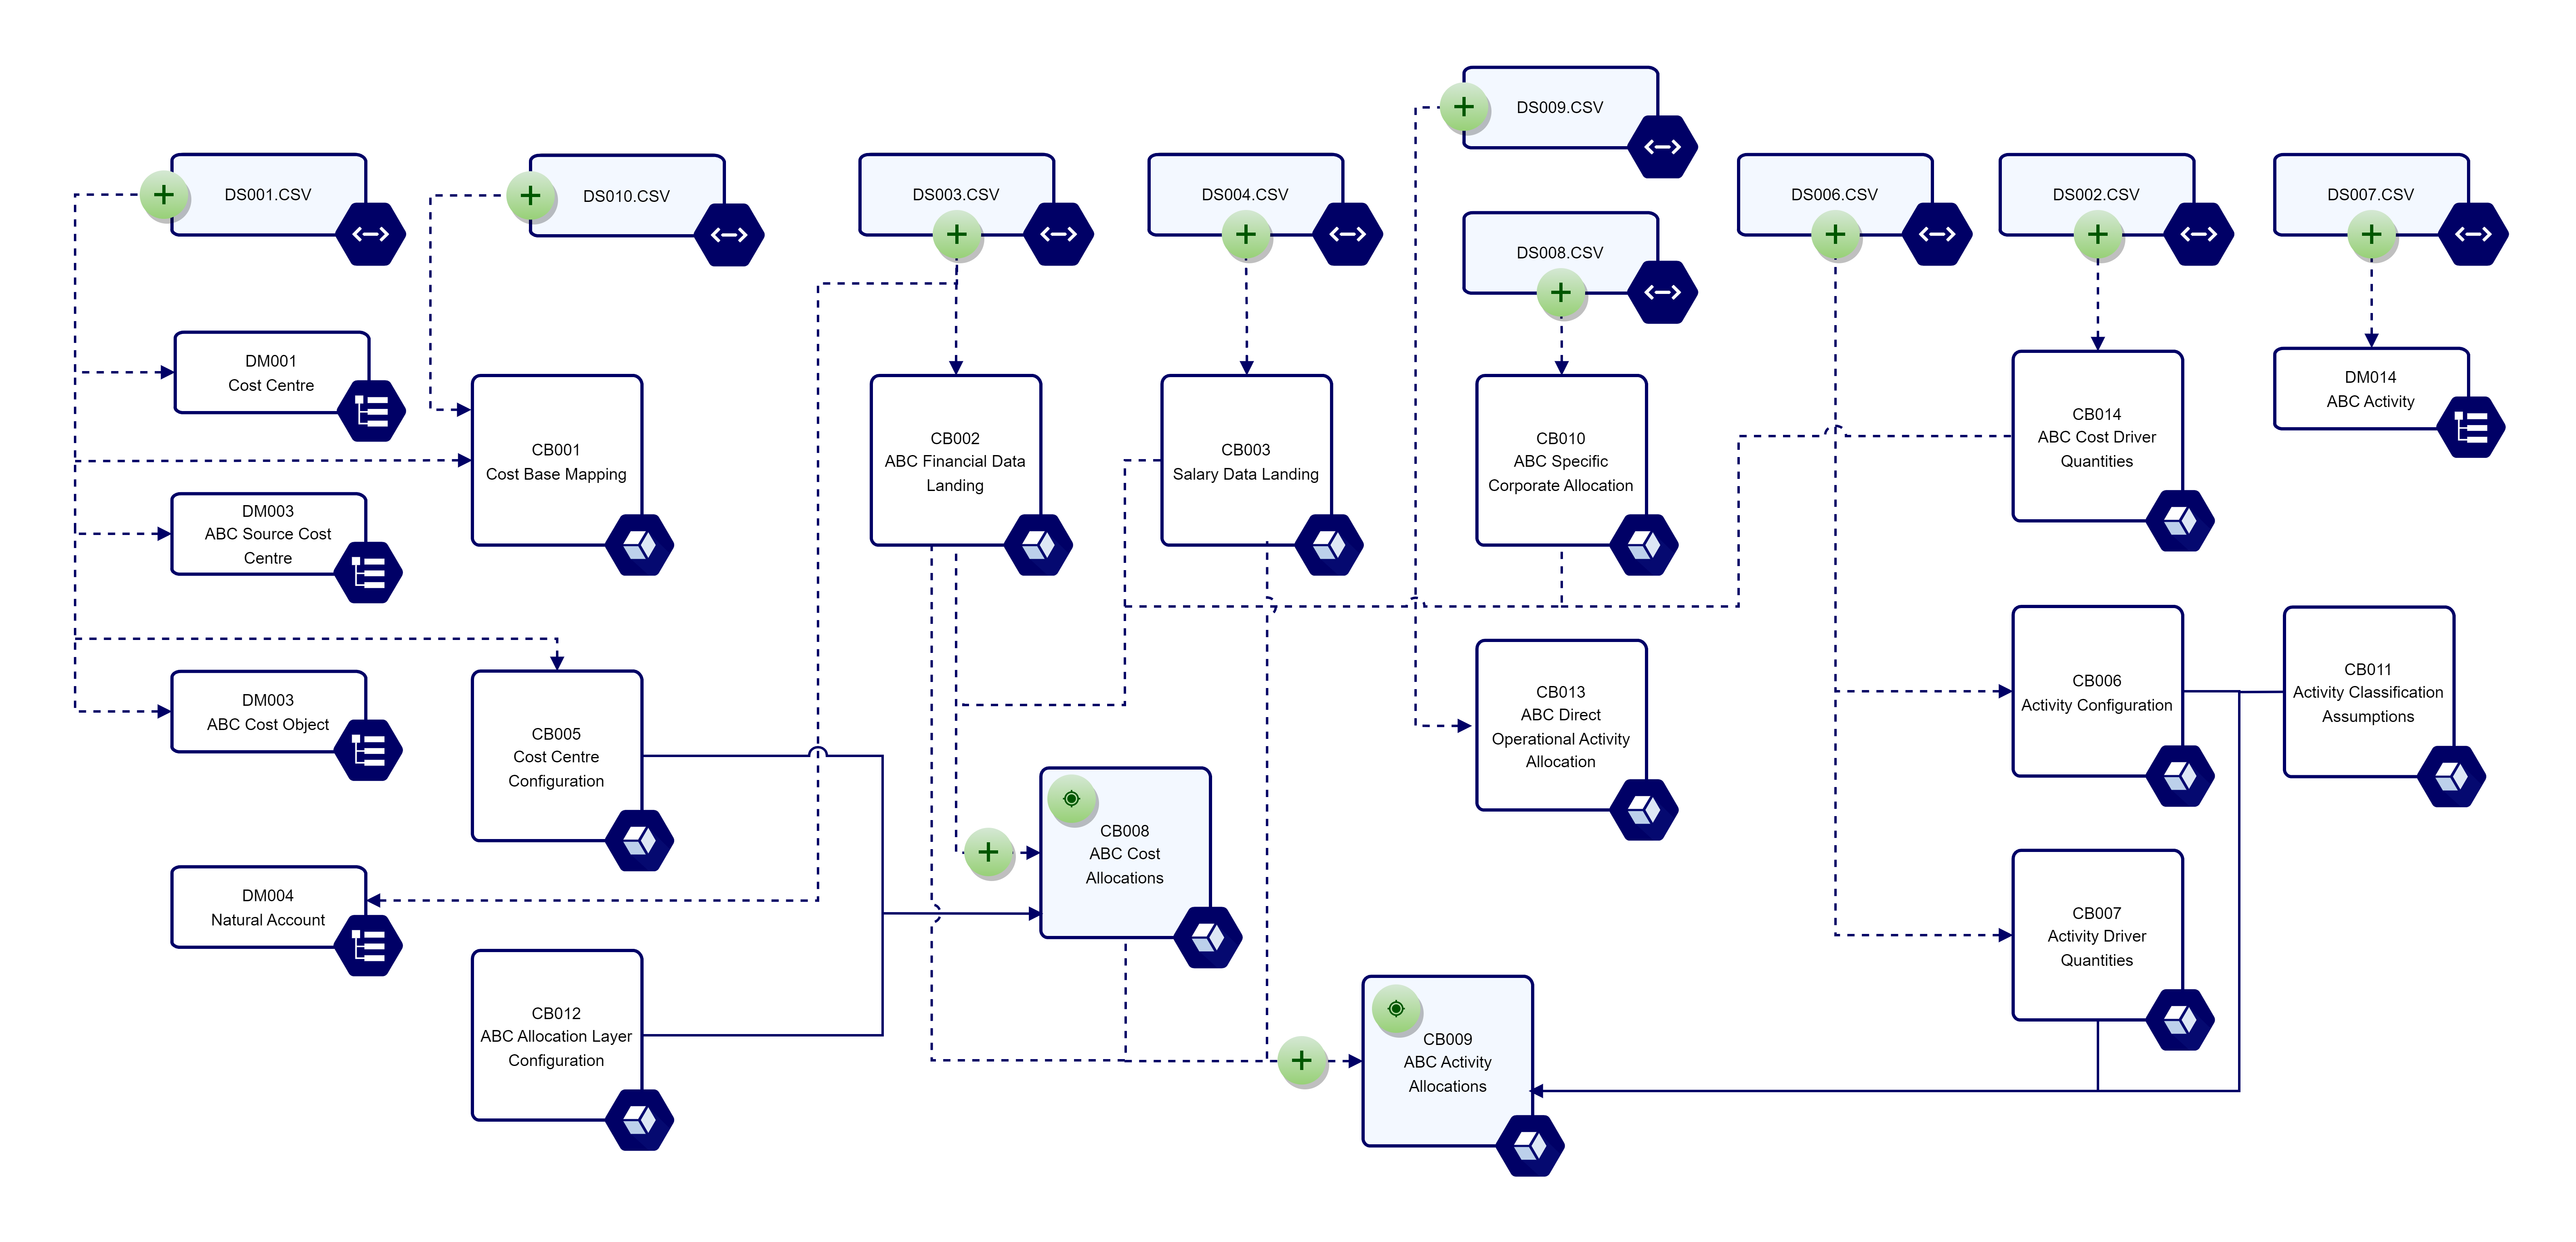 DS009.CSV
DS001.CSV
DS010.CSV
DS003.CSV
DS004.CSV
DS008.CSV
DS006.CSV
DS002.CSV
DS007.CSV
DM001
Cost Centre
CB001
Cost Base Mapping
DM003
ABC Source Cost
Centre
CB002
ABC Financial Data
Landing
CB003
Salary Data Landing
CB010
ABC Specific
Corporate Allocation
CB014
ABC Cost Driver
Quantities
DM014
ABC Activity
DM003
ABC Cost Object
CB005
Cost Centre
Configuration
CB013
ABC Direct
Operational Activity
Allocation
CB006
Activity Configuration
CB011
Activity Classification
Assumptions
CB008
ABC Cost
Allocations
DM004
Natural Account
CB007
Activity Driver
Quantities
CB012
ABC Allocation Layer
Configuration
CB009
ABC Activity
Allocations